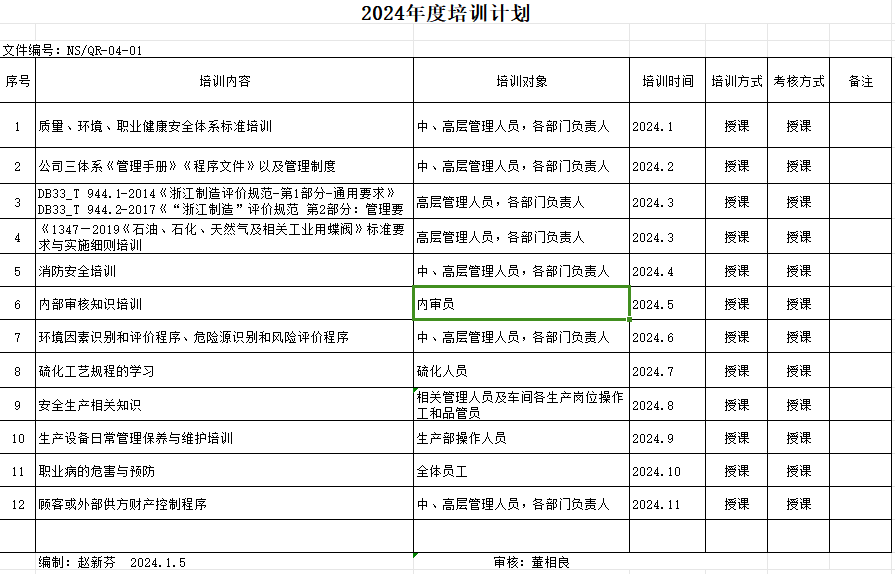 2024年度培训计划
文件编号：NS/QR-04-01
序号 培训内容 培训对象 培训时间 培训方式 考核方式 备注
1 质量、环境、职业健康安全体系标准培训 中、高层管理人员，各部门负责人 2024.1 授课 授课
2 公司三体系《管理手册》《程序文件》以及管理制度 中、高层管理人员，各部门负责人 2024.2 授课 授课
3 DB33_T 944.1-2014《浙江制造评价规范-第1部分-通用要求》
DB33_T 944.2-2017《“浙江制造”评价规范 第2部分：管理要 高层管理人员，各部门负责人 2024.3 授课 授课
4 《1347－2019《石油、石化、天然气及相关工业用蝶阀》标准要
求与实施细则培训 高层管理人员，各部门负责人 2024.3 授课 授课
5 消防安全培训 中、高层管理人员，各部门负责人 2024.4 授课 授课
6 内部审核知识培训 内审员 2024.5 授课 授课
7 环境因素识别和评价程序、危险源识别和风险评价程序 中、高层管理人员，各部门负责人 2024.6 授课 授课
8 硫化工艺规程的学习 硫化人员 2024.7 授课 授课
9 安全生产相关知识 相关管理人员及车间各生产岗位操作
工和品管员 2024.8 授课 授课
10 生产设备日常管理保养与维护培训 生产部操作人员 2024.9 授课 授课
11 职业病的危害与预防 全体员工 2024.10 授课 授课
12 顾客或外部供方财产控制程序 中、高层管理人员，各部门负责人 2024.11 授课 授课
编制：赵新芬 2024.1.5 审核：董相良